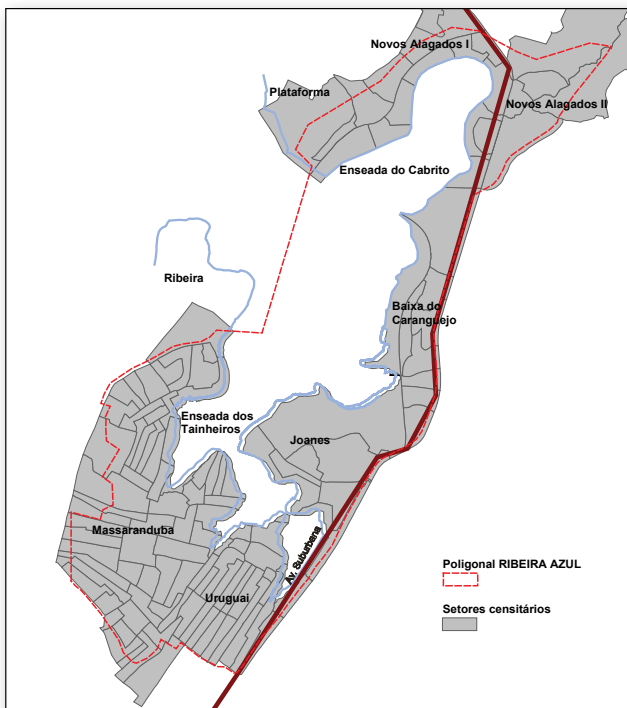 Novos Alagados I
Plataforma
Novos Alagados II
Enseada do Cabrito
Ribeira
Baixa do
Caranguejo
Enseada dos
Tainheiros
Joanes
Massaranduba
Av. Suburbana
Uruguai
Poligonal RIBEIRA AZUL
Setores censitários